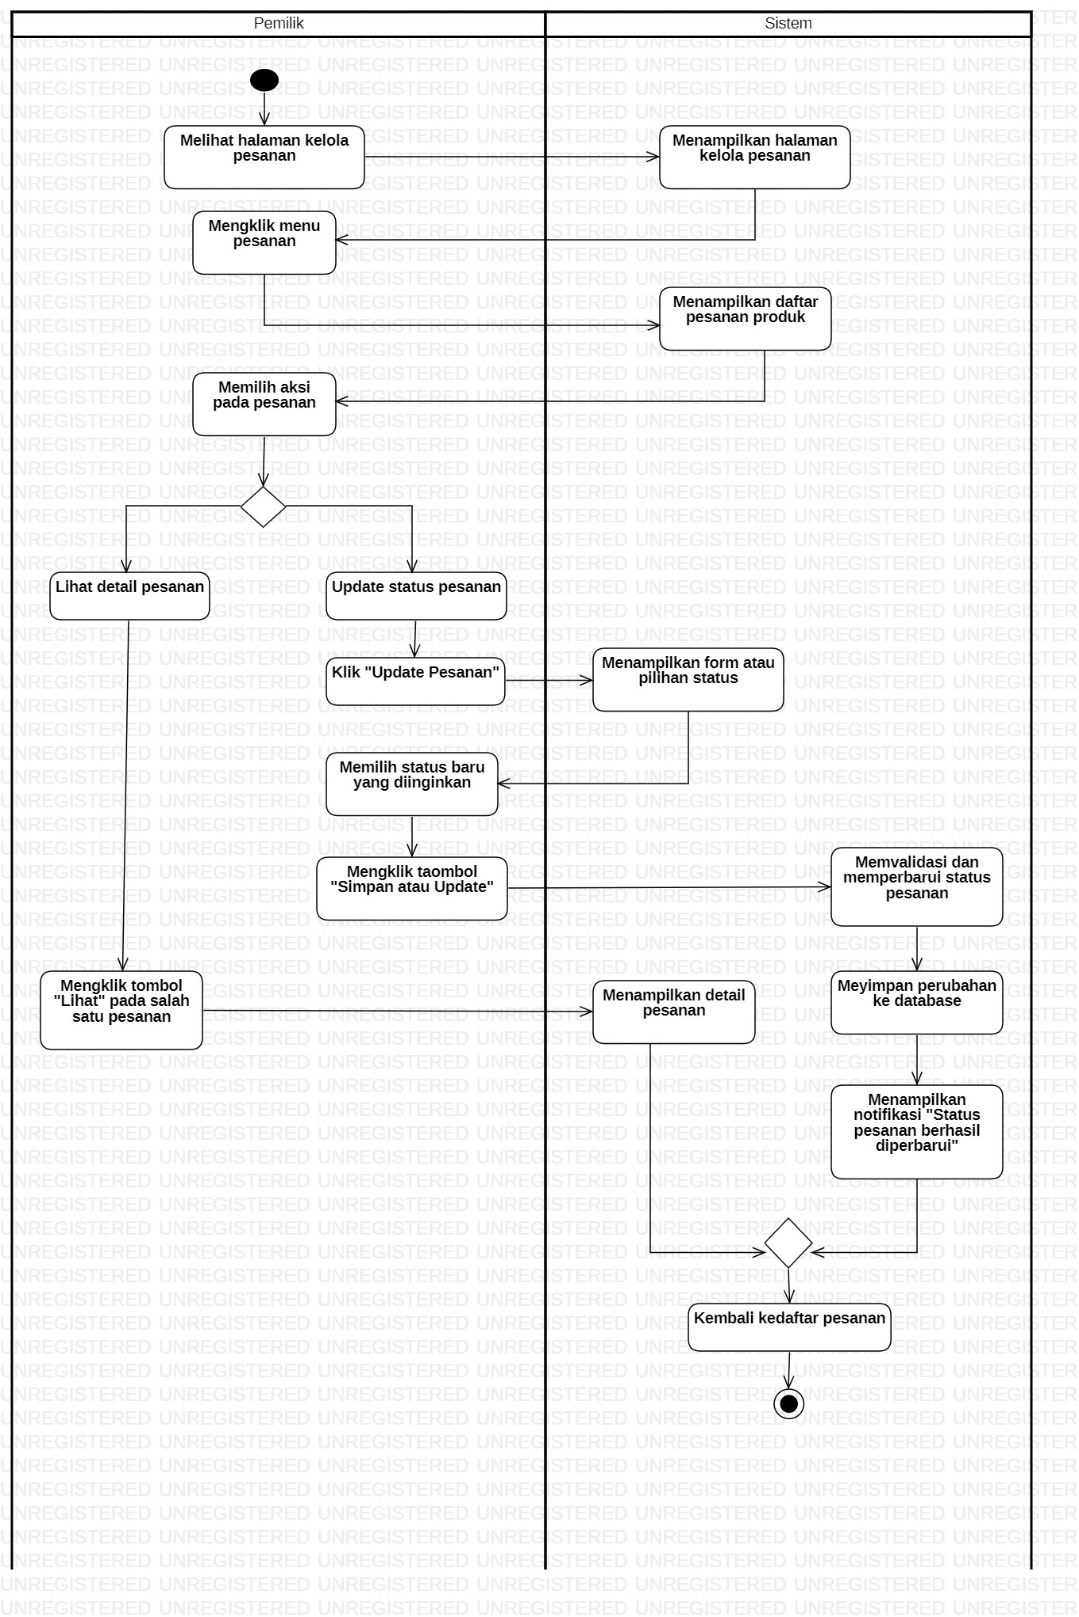 Pemilik
Sistem
Melihat halaman kelola
pesanan
Menampilkan halaman
kelola pesanan
Mengklik menu
pesanan
Menampilkan daftar
pesanan produk
Memilih aksi
pada pesanan
Lihat detail pesanan
Update status pesanan
Klik "Update Pesanan"
Menampilkan form atau
pilihan status
Memilih status baru
yang diinginkan
Mengklik taombol
"Simpan atau Update"
Memvalidasi dan
memperbarui status
pesanan
Mengklik tombol
"Lihat" pada salah
satu pesanan
Menampilkan detail
pesanan
Meyimpan perubahan
ke database
Menampilkan
notifikasi "Status
pesanan berhasil
diperbarui"
Kembali kedaftar pesanan
UNREGISTERED